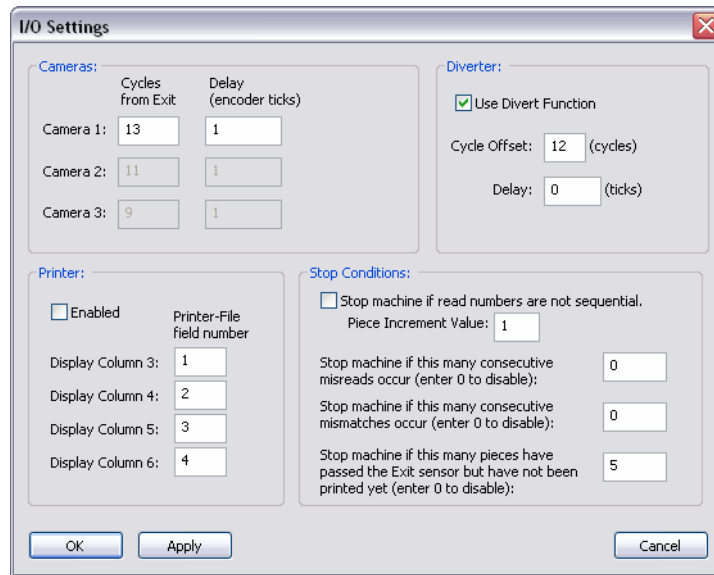 I/O Settings
Cameras:
Cycles
from Exit
Delay
(encoder ticks)
Camera 1: 13 1
Camera 2: 11 1
Camera 3: 9 1
Diverter:
Use Divert Function
Cycle Offset: 12 (cycles)
Delay: 0 (ticks)
Printer:
Enabled
Printer-File
field number
Display Column 3: 1
Display Column 4: 2
Display Column 5: 3
Display Column 6: 4
Stop Conditions:
Stop machine if read numbers are not sequential.
Piece Increment Value: 1
Stop machine if this many consecutive
misreads occur (enter 0 to disable): 0
Stop machine if this many consecutive
mismatches occur (enter 0 to disable): 0
Stop machine if this many pieces have
passed the Exit sensor but have not been
printed yet (enter 0 to disable): 5
OK Apply Cancel